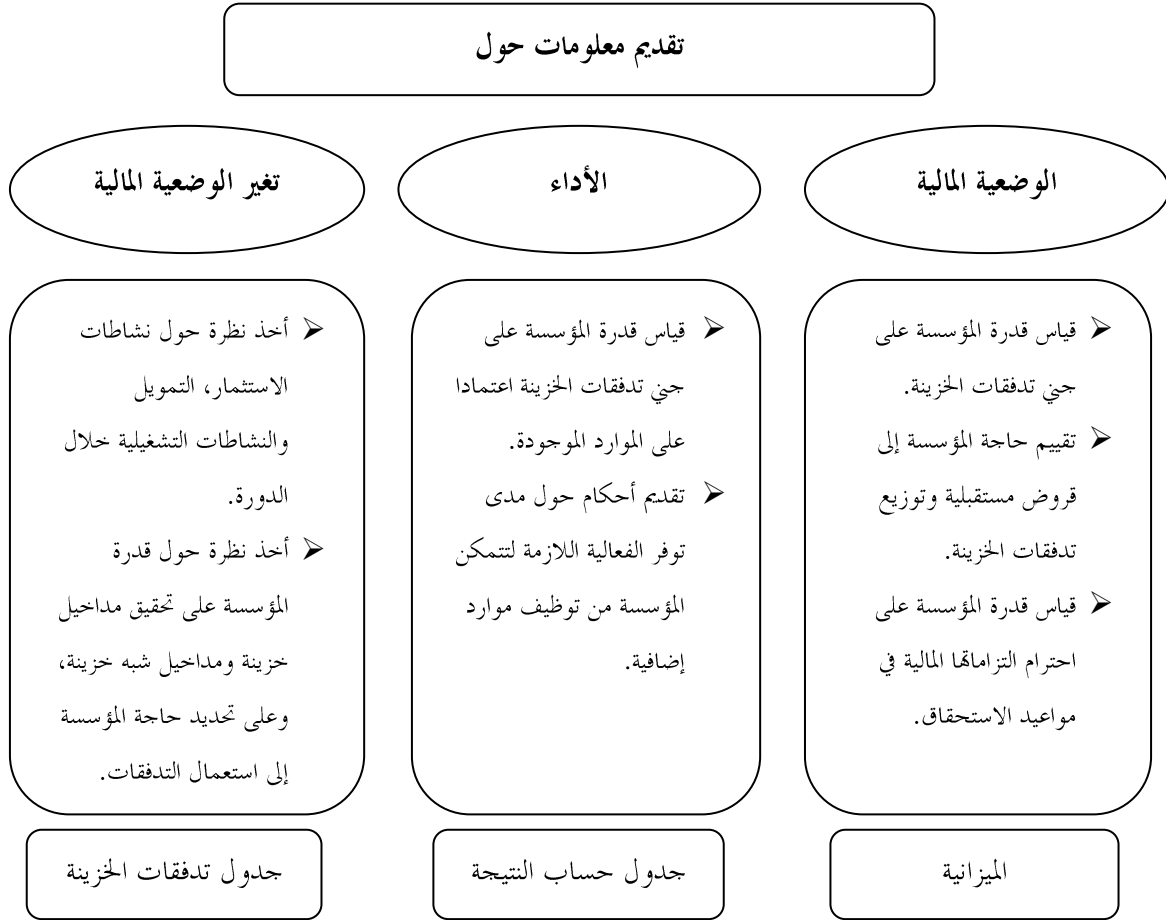 تقديم معلومات حول
الوضعية المالية
الأداء
تغير الوضعية المالية
➢ قياس قدرة المؤسسة على
جني تدفقات الخزينة.
➢ تقييم حاجة المؤسسة إلى
قروض مستقبلية وتوزيع
تدفقات الخزينة.
➢ قياس قدرة المؤسسة على
احترام التزاماتها المالية في
مواعيد الاستحقاق.
➢ قياس قدرة المؤسسة على
جني تدفقات الخزينة اعتمادا
على الموارد الموجودة.
➢ تقديم أحكام حول مدى
توفر الفعالية اللازمة لتتمكن
المؤسسة من توظيف موارد
إضافية.
➢ أخذ نظرة حول نشاطات
الاستثمار، التمويل
والنشاطات التشغيلية خلال
الدورة.
➢ أخذ نظرة حول قدرة
المؤسسة على تحقيق مداخيل
خزينة ومداخيل شبه خزينة،
وعلى تحديد حاجة المؤسسة
إلى استعمال التدفقات.
الميزانية
جدول حساب النتيجة
جدول تدفقات الخزينة